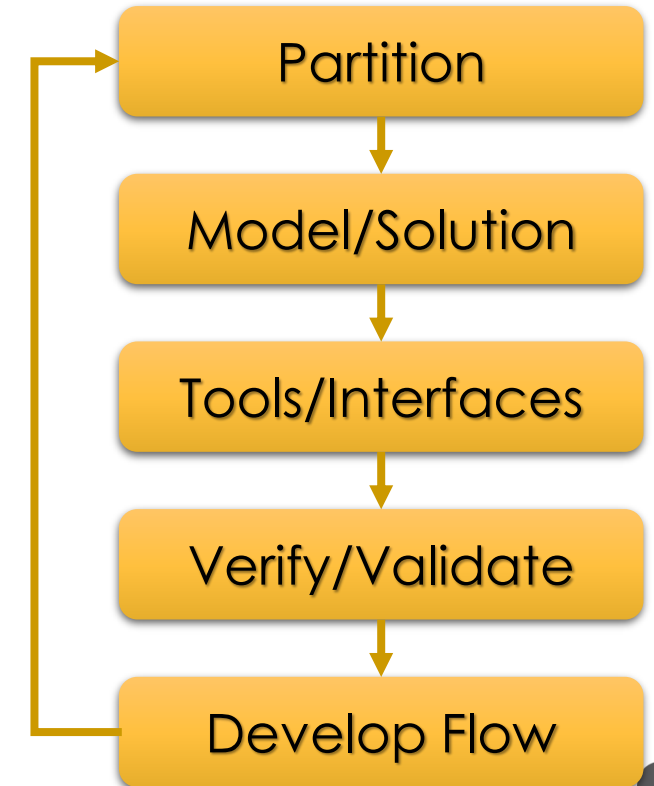 Partition
Model/Solution
Tools/Interfaces
Verify/Validate
Develop Flow